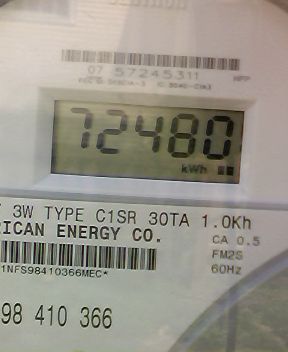 07 57245311
72480
kWh
3W TYPE C1SR 30TA 1.0Kh
RICAN ENERGY CO.
CA 0.5
FM2S
1NFS98410366MEC*
60Hz
98 410 366